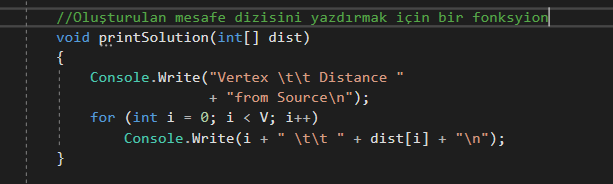 //Oluşturulan mesafe dizisini yazdırmak için bir fonksyion
void printSolution(int[] dist)
{
Console.Write("Vertex \t\t Distance "
+ "from Source\n");
for (int i = 0; i < V; i++)
Console.Write(i + " \t\t " + dist[i] + "\n");
}